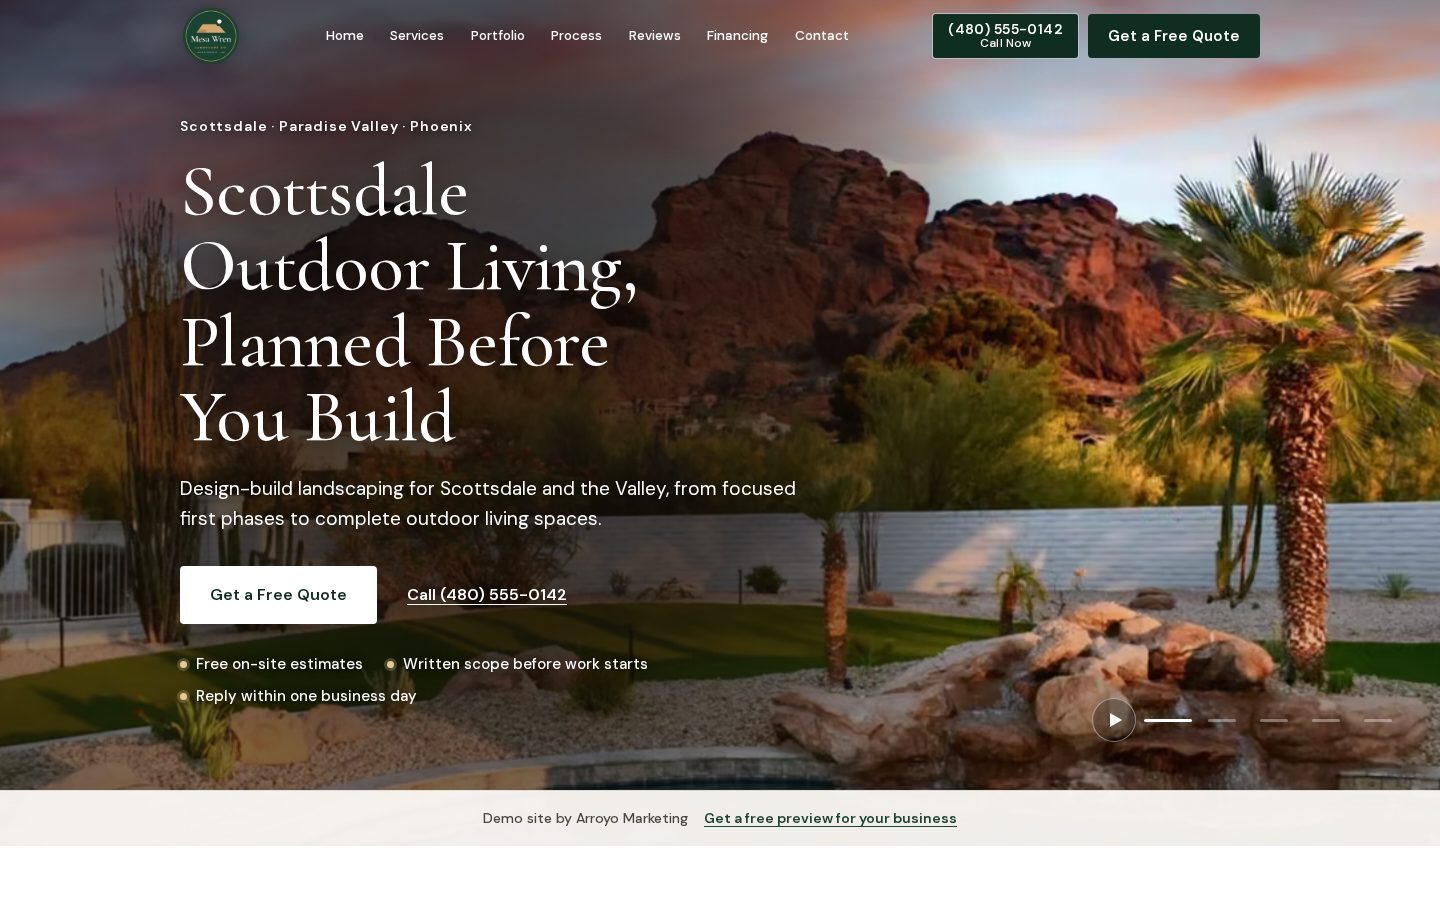 Mesa Wren
Home
Services
Portfolio
Process
Reviews
Financing
Contact
(480) 555-0142
Call Now
Get a Free Quote
Scottsdale · Paradise Valley · Phoenix
Scottsdale
Outdoor Living,
Planned Before
You Build
Design-build landscaping for Scottsdale and the Valley, from focused
first phases to complete outdoor living spaces.
Get a Free Quote
Call (480) 555-0142
Free on-site estimates
Written scope before work starts
Reply within one business day
Demo site by Arroyo Marketing
Get a free preview for your business